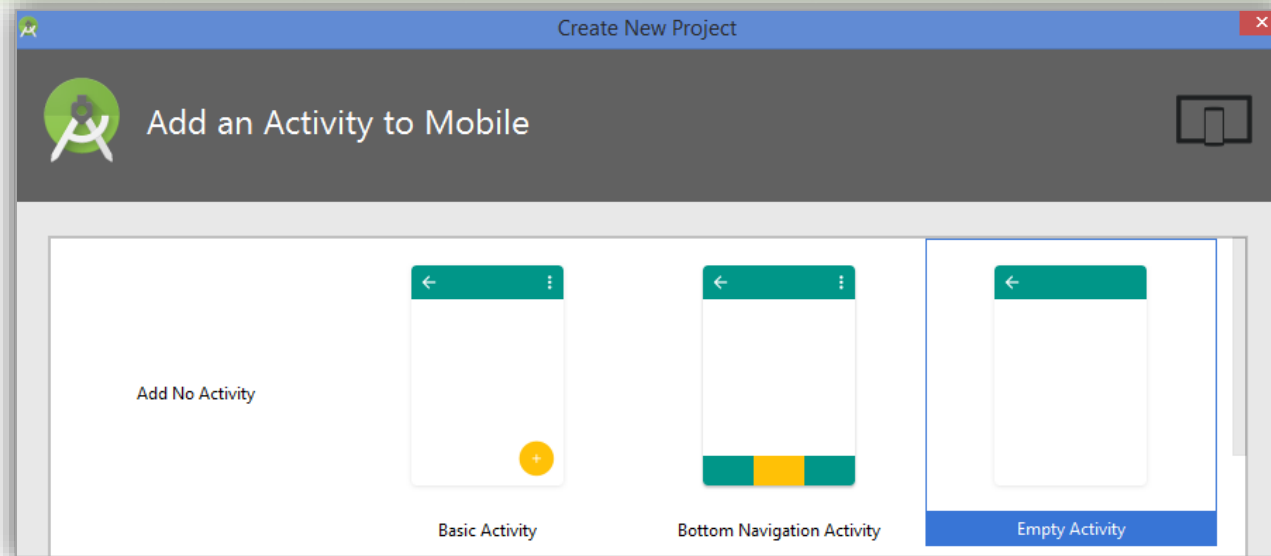 Create New Project
Add an Activity to Mobile
Add No Activity
Basic Activity
Bottom Navigation Activity
Empty Activity